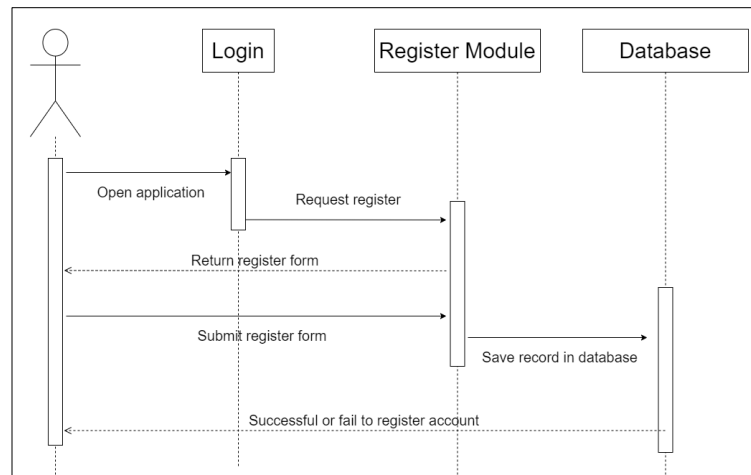 Login
Register Module
Database
Open application
Request register
Return register form
Submit register form
Save record in database
Successful or fail to register account